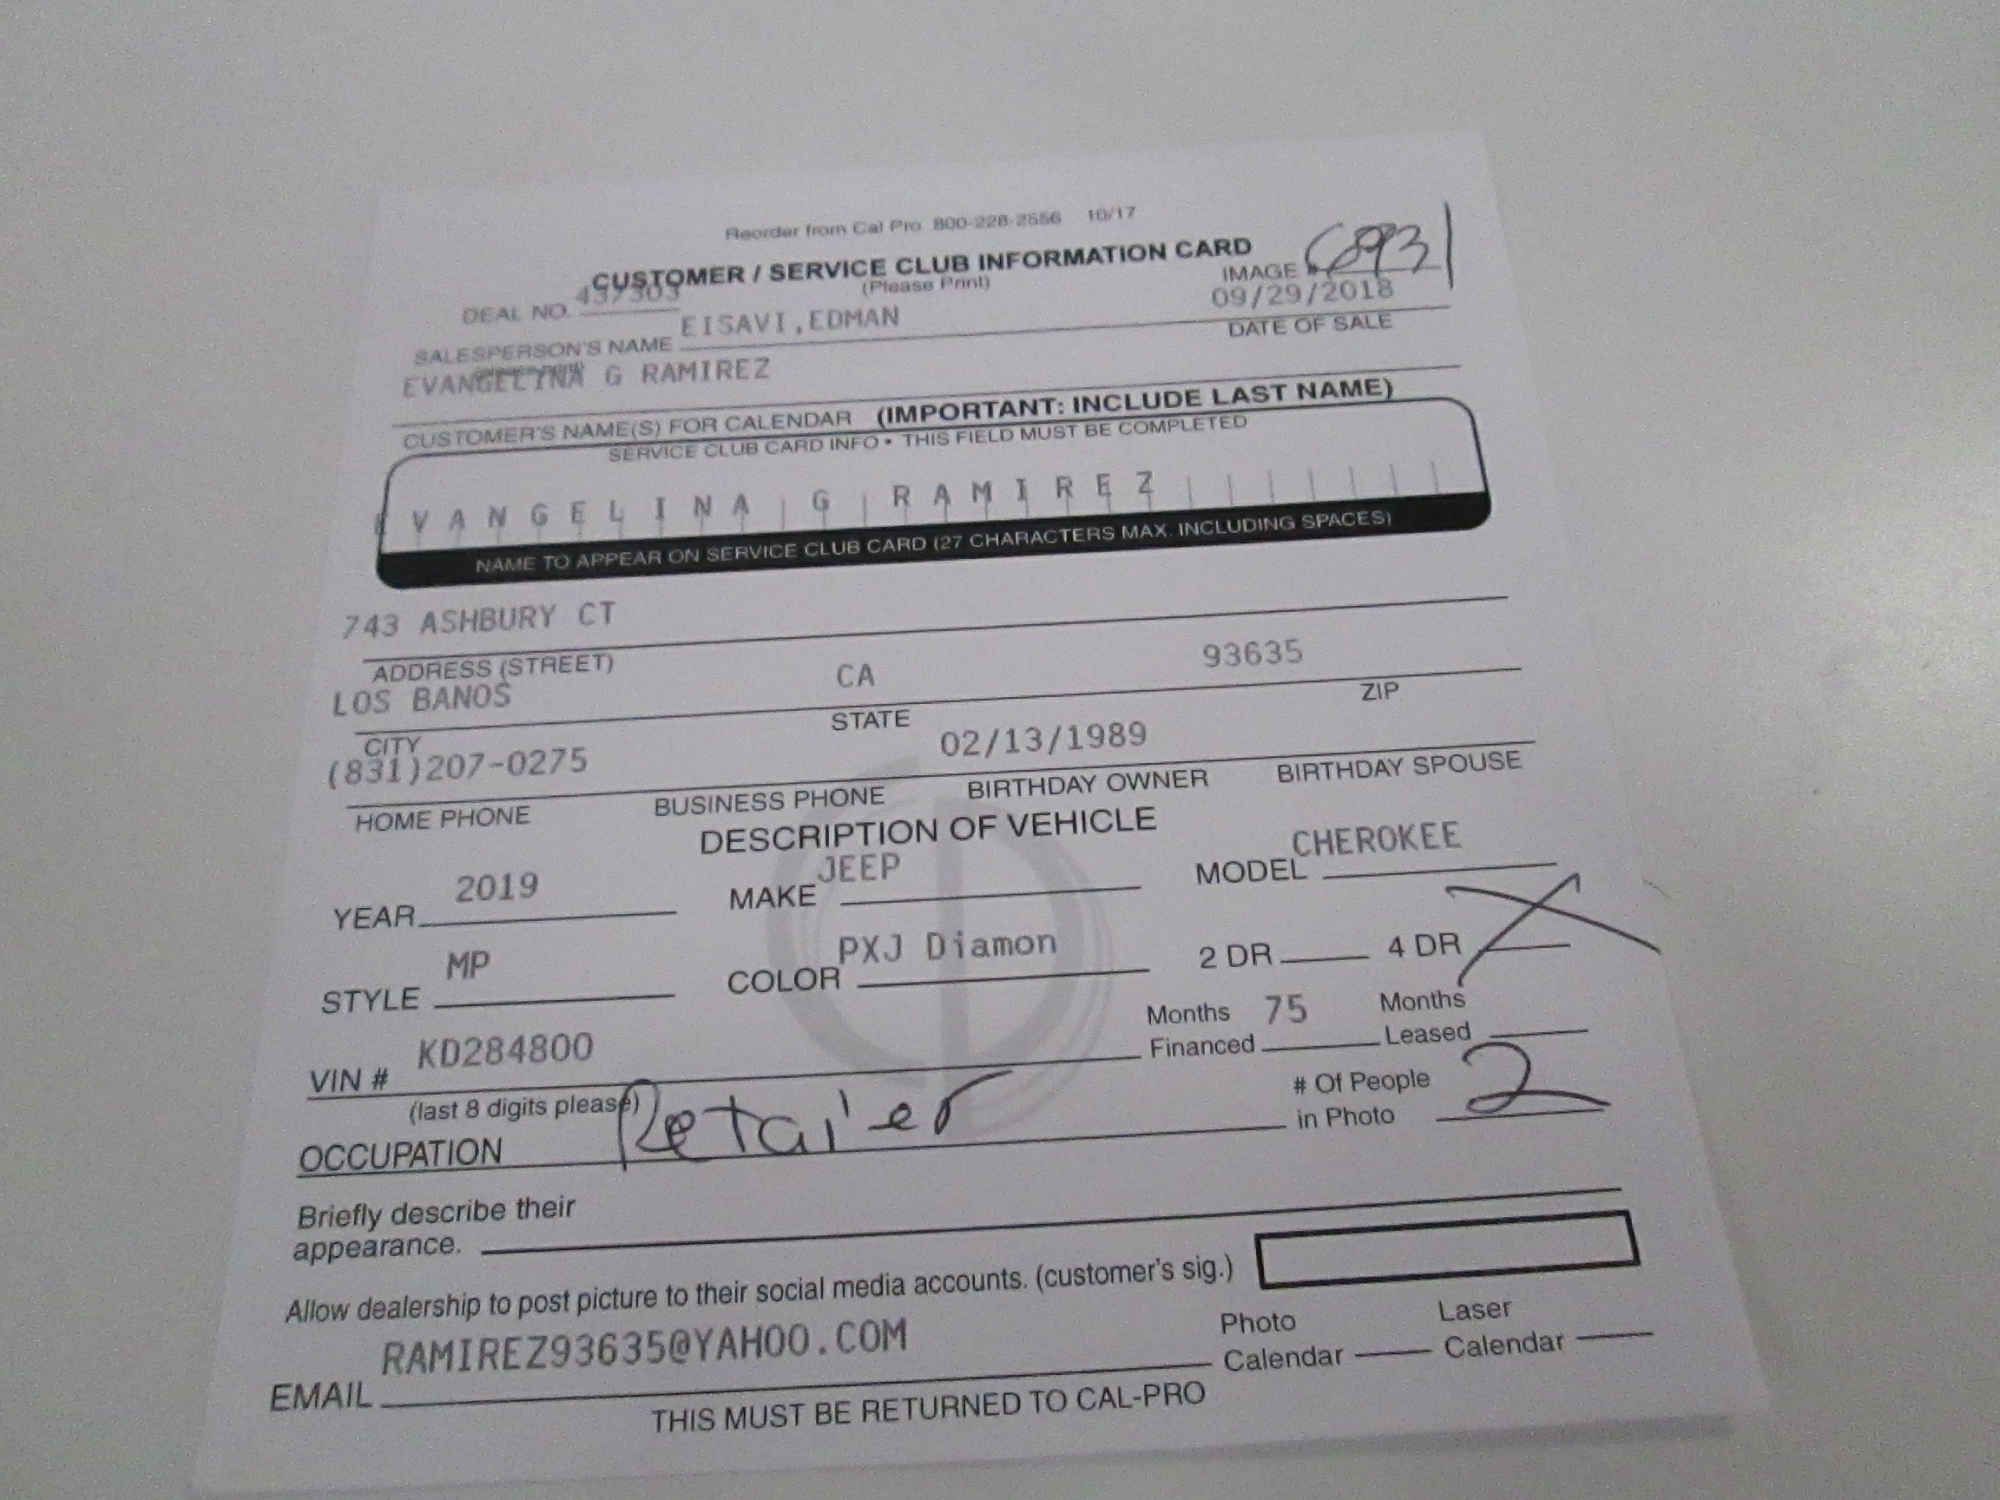 Reorder from Cal Pro 800-228-2556 10/17
CUSTOMER / SERVICE CLUB INFORMATION CARD
(Please Print)
IMAGE # 6893
DEAL NO. 437303
09/29/2018
SALESPERSON'S NAME EISAVI,EDMAN
DATE OF SALE
EVANGELINA G RAMIREZ
CUSTOMER'S NAME(S) FOR CALENDAR (IMPORTANT: INCLUDE LAST NAME)
SERVICE CLUB CARD INFO • THIS FIELD MUST BE COMPLETED
E V A N G E L I N A G R A M I R E Z
NAME TO APPEAR ON SERVICE CLUB CARD (27 CHARACTERS MAX. INCLUDING SPACES)
743 ASHBURY CT
ADDRESS (STREET)
LOS BANOS CA 93635
CITY STATE ZIP
(831)207-0275 02/13/1989
HOME PHONE BUSINESS PHONE BIRTHDAY OWNER BIRTHDAY SPOUSE
DESCRIPTION OF VEHICLE
YEAR 2019 MAKE JEEP MODEL CHEROKEE
STYLE MP COLOR PXJ Diamon 2 DR 4 DR X
VIN # KD284800 Months Financed 75 Months Leased
(last 8 digits please)
OCCUPATION Retailer # Of People in Photo 2
Briefly describe their
appearance.
Allow dealership to post picture to their social media accounts. (customer's sig.)
EMAIL RAMIREZ93635@YAHOO.COM Photo Calendar Laser Calendar
THIS MUST BE RETURNED TO CAL-PRO